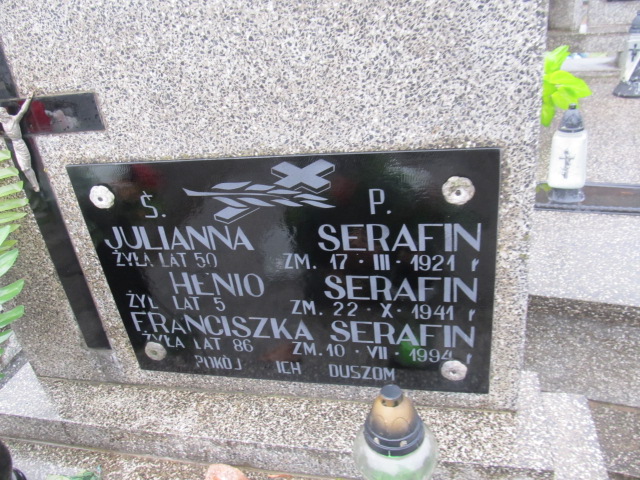 Ś. P.
JULIANNA SERAFIN
ŻYŁA LAT 50 ZM. 17·III·1921 r
HENIO SERAFIN
ŻYŁ LAT 5 ZM. 22·X·1941 r
FRANCISZKA SERAFIN
ŻYŁA LAT 86 ZM. 10·VII·1994 r
POKÓJ ICH DUSZOM